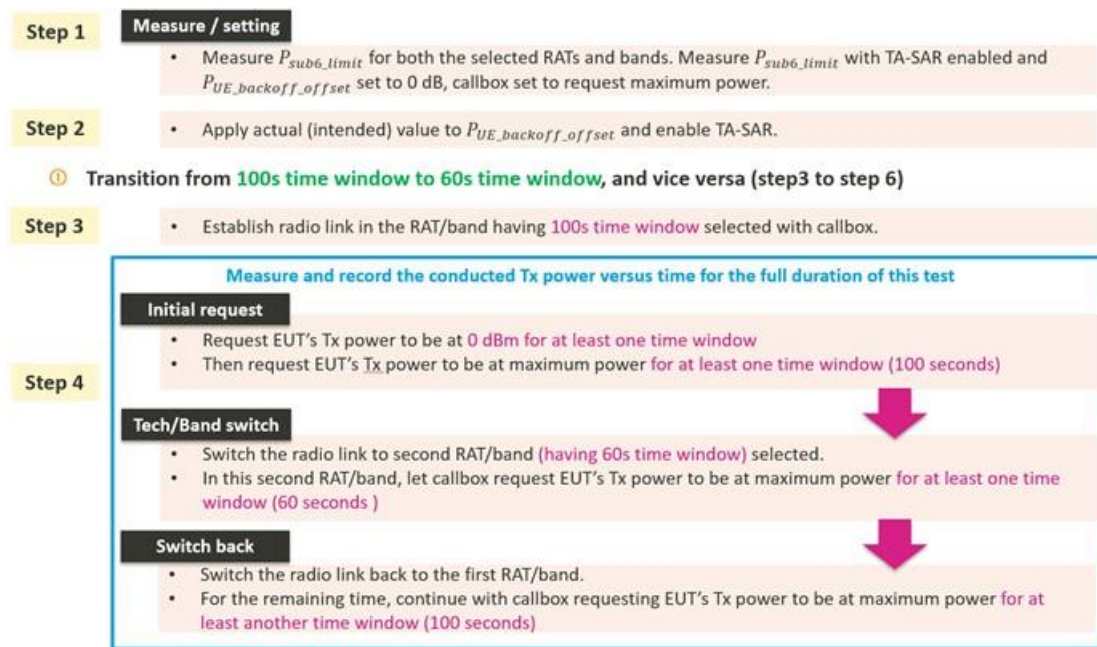 Step 1
Measure / setting
• Measure P_sub6_limit for both the selected RATs and bands. Measure P_sub6_limit with TA-SAR enabled and
P_UE_backoff_offset set to 0 dB, callbox set to request maximum power.
Step 2
• Apply actual (intended) value to P_UE_backoff_offset and enable TA-SAR.
① Transition from 100s time window to 60s time window, and vice versa (step3 to step 6)
Step 3
• Establish radio link in the RAT/band having 100s time window selected with callbox.
Measure and record the conducted Tx power versus time for the full duration of this test
Step 4
Initial request
• Request EUT's Tx power to be at 0 dBm for at least one time window
• Then request EUT's Tx power to be at maximum power for at least one time window (100 seconds)
Tech/Band switch
• Switch the radio link to second RAT/band (having 60s time window) selected.
• In this second RAT/band, let callbox request EUT's Tx power to be at maximum power for at least one time
window (60 seconds )
Switch back
• Switch the radio link back to the first RAT/band.
• For the remaining time, continue with callbox requesting EUT's Tx power to be at maximum power for at
least another time window (100 seconds)